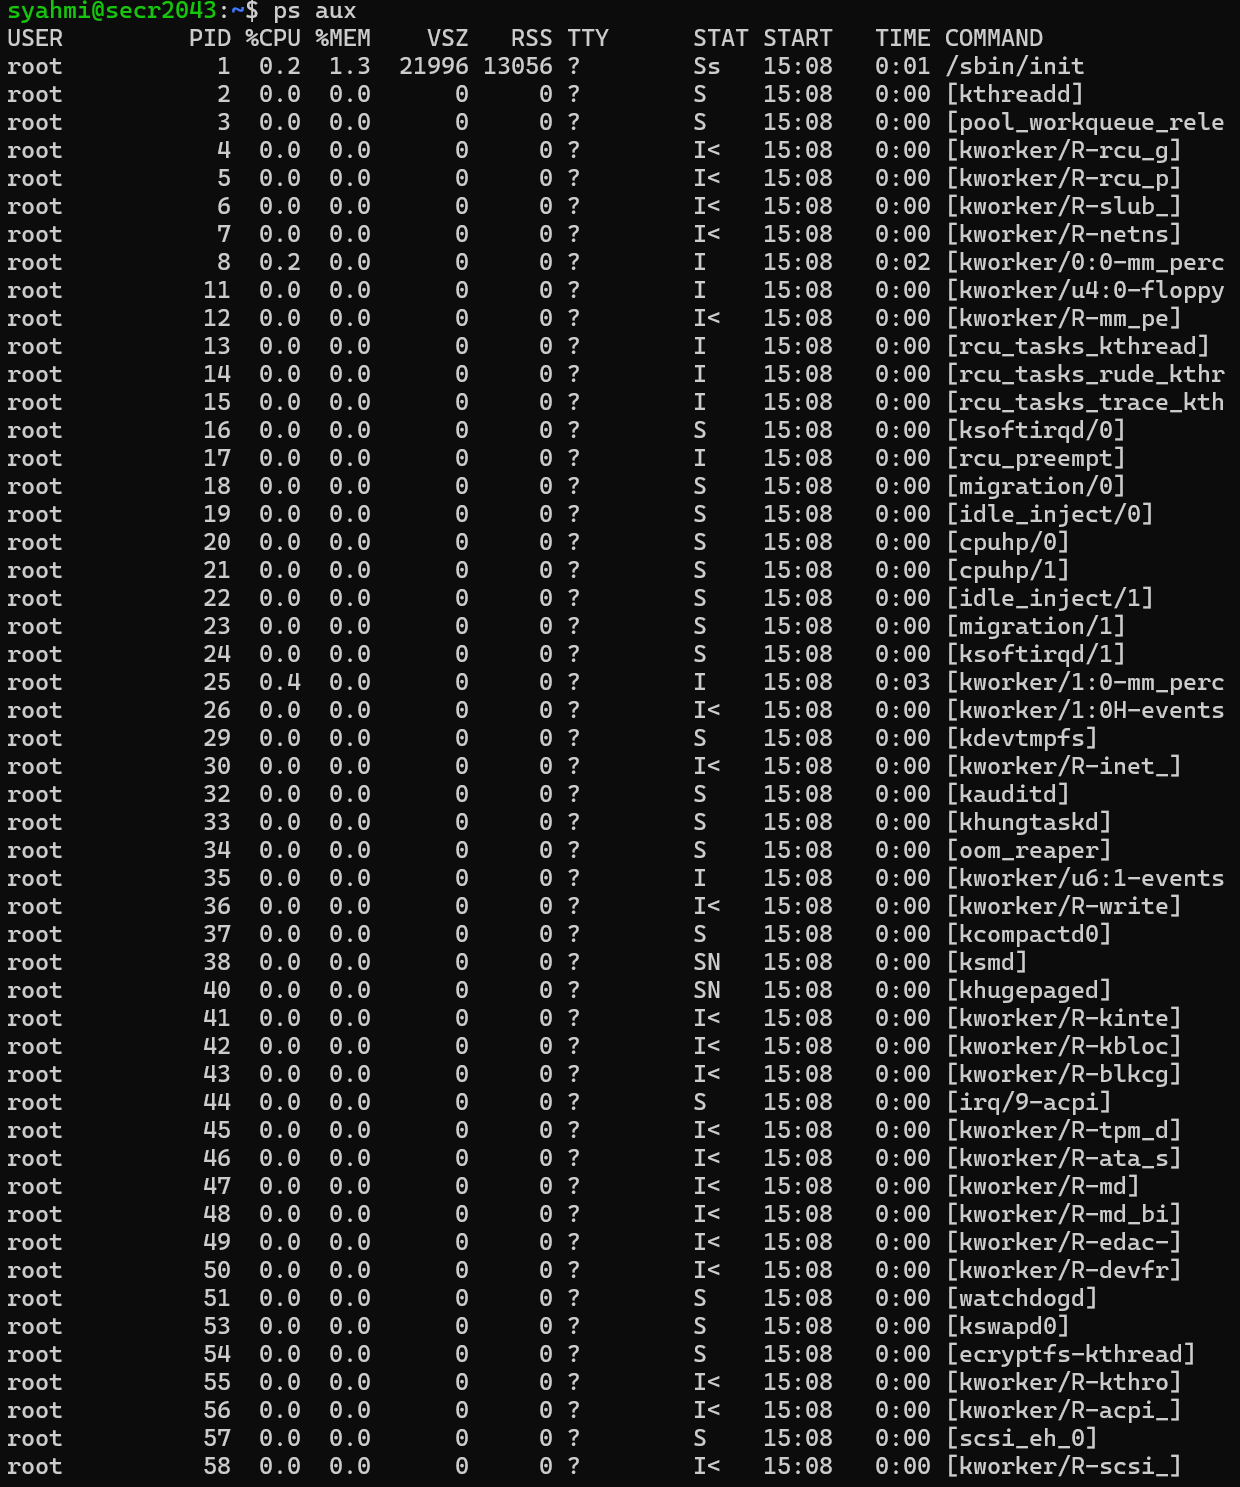 syahmi@secr2043:~$ ps aux
USER         PID %CPU %MEM    VSZ   RSS TTY      STAT START   TIME COMMAND
root           1  0.2  1.3  21996 13056 ?        Ss   15:08   0:01 /sbin/init
root           2  0.0  0.0      0     0 ?        S    15:08   0:00 [kthreadd]
root           3  0.0  0.0      0     0 ?        S    15:08   0:00 [pool_workqueue_rele
root           4  0.0  0.0      0     0 ?        I<   15:08   0:00 [kworker/R-rcu_g]
root           5  0.0  0.0      0     0 ?        I<   15:08   0:00 [kworker/R-rcu_p]
root           6  0.0  0.0      0     0 ?        I<   15:08   0:00 [kworker/R-slub_]
root           7  0.0  0.0      0     0 ?        I<   15:08   0:00 [kworker/R-netns]
root           8  0.2  0.0      0     0 ?        I    15:08   0:02 [kworker/0:0-mm_perc
root          11  0.0  0.0      0     0 ?        I    15:08   0:00 [kworker/u4:0-floppy
root          12  0.0  0.0      0     0 ?        I<   15:08   0:00 [kworker/R-mm_pe]
root          13  0.0  0.0      0     0 ?        I    15:08   0:00 [rcu_tasks_kthread]
root          14  0.0  0.0      0     0 ?        I    15:08   0:00 [rcu_tasks_rude_kthr
root          15  0.0  0.0      0     0 ?        I    15:08   0:00 [rcu_tasks_trace_kth
root          16  0.0  0.0      0     0 ?        S    15:08   0:00 [ksoftirqd/0]
root          17  0.0  0.0      0     0 ?        I    15:08   0:00 [rcu_preempt]
root          18  0.0  0.0      0     0 ?        S    15:08   0:00 [migration/0]
root          19  0.0  0.0      0     0 ?        S    15:08   0:00 [idle_inject/0]
root          20  0.0  0.0      0     0 ?        S    15:08   0:00 [cpuhp/0]
root          21  0.0  0.0      0     0 ?        S    15:08   0:00 [cpuhp/1]
root          22  0.0  0.0      0     0 ?        S    15:08   0:00 [idle_inject/1]
root          23  0.0  0.0      0     0 ?        S    15:08   0:00 [migration/1]
root          24  0.0  0.0      0     0 ?        S    15:08   0:00 [ksoftirqd/1]
root          25  0.4  0.0      0     0 ?        I    15:08   0:03 [kworker/1:0-mm_perc
root          26  0.0  0.0      0     0 ?        I<   15:08   0:00 [kworker/1:0H-events
root          29  0.0  0.0      0     0 ?        S    15:08   0:00 [kdevtmpfs]
root          30  0.0  0.0      0     0 ?        I<   15:08   0:00 [kworker/R-inet_]
root          32  0.0  0.0      0     0 ?        S    15:08   0:00 [kauditd]
root          33  0.0  0.0      0     0 ?        S    15:08   0:00 [khungtaskd]
root          34  0.0  0.0      0     0 ?        S    15:08   0:00 [oom_reaper]
root          35  0.0  0.0      0     0 ?        I    15:08   0:00 [kworker/u6:1-events
root          36  0.0  0.0      0     0 ?        I<   15:08   0:00 [kworker/R-write]
root          37  0.0  0.0      0     0 ?        S    15:08   0:00 [kcompactd0]
root          38  0.0  0.0      0     0 ?        SN   15:08   0:00 [ksmd]
root          40  0.0  0.0      0     0 ?        SN   15:08   0:00 [khugepaged]
root          41  0.0  0.0      0     0 ?        I<   15:08   0:00 [kworker/R-kinte]
root          42  0.0  0.0      0     0 ?        I<   15:08   0:00 [kworker/R-kbloc]
root          43  0.0  0.0      0     0 ?        I<   15:08   0:00 [kworker/R-blkcg]
root          44  0.0  0.0      0     0 ?        S    15:08   0:00 [irq/9-acpi]
root          45  0.0  0.0      0     0 ?        I<   15:08   0:00 [kworker/R-tpm_d]
root          46  0.0  0.0      0     0 ?        I<   15:08   0:00 [kworker/R-ata_s]
root          47  0.0  0.0      0     0 ?        I<   15:08   0:00 [kworker/R-md]
root          48  0.0  0.0      0     0 ?        I<   15:08   0:00 [kworker/R-md_bi]
root          49  0.0  0.0      0     0 ?        I<   15:08   0:00 [kworker/R-edac-]
root          50  0.0  0.0      0     0 ?        I<   15:08   0:00 [kworker/R-devfr]
root          51  0.0  0.0      0     0 ?        S    15:08   0:00 [watchdogd]
root          53  0.0  0.0      0     0 ?        S    15:08   0:00 [kswapd0]
root          54  0.0  0.0      0     0 ?        S    15:08   0:00 [ecryptfs-kthread]
root          55  0.0  0.0      0     0 ?        I<   15:08   0:00 [kworker/R-kthro]
root          56  0.0  0.0      0     0 ?        I<   15:08   0:00 [kworker/R-acpi_]
root          57  0.0  0.0      0     0 ?        S    15:08   0:00 [scsi_eh_0]
root          58  0.0  0.0      0     0 ?        I<   15:08   0:00 [kworker/R-scsi_]